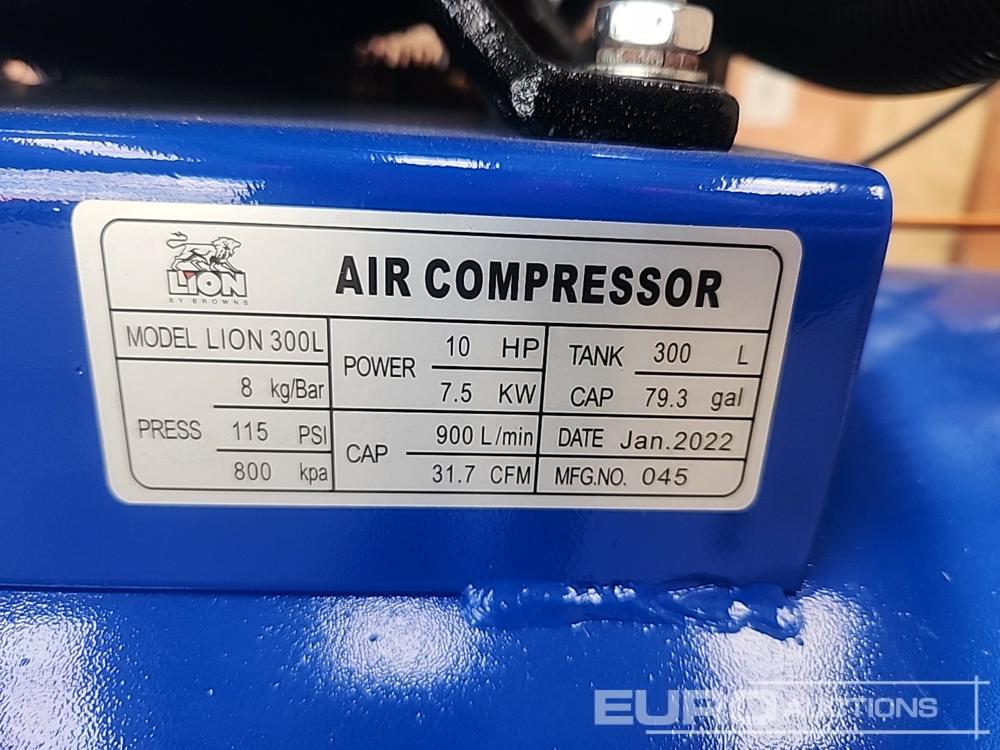 LION
BY BROWNS
AIR COMPRESSOR
MODEL LION 300L
PRESS
8 kg/Bar
115 PSI
800 kpa
POWER
10 HP
7.5 KW
CAP
900 L/min
31.7 CFM
TANK CAP
300 L
79.3 gal
DATE Jan.2022
MFG.NO. 045
EURO AUCTIONS